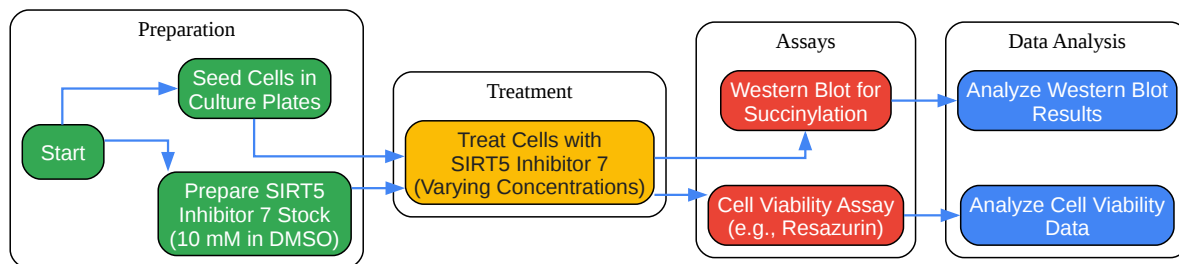 Preparation
Start
Seed Cells in
Culture Plates
Prepare SIRT5
Inhibitor 7 Stock
(10 mM in DMSO)
Treatment
Treat Cells with
SIRT5 Inhibitor 7
(Varying Concentrations)
Assays
Western Blot for
Succinylation
Cell Viability Assay
(e.g., Resazurin)
Data Analysis
Analyze Western Blot
Results
Analyze Cell Viability
Data